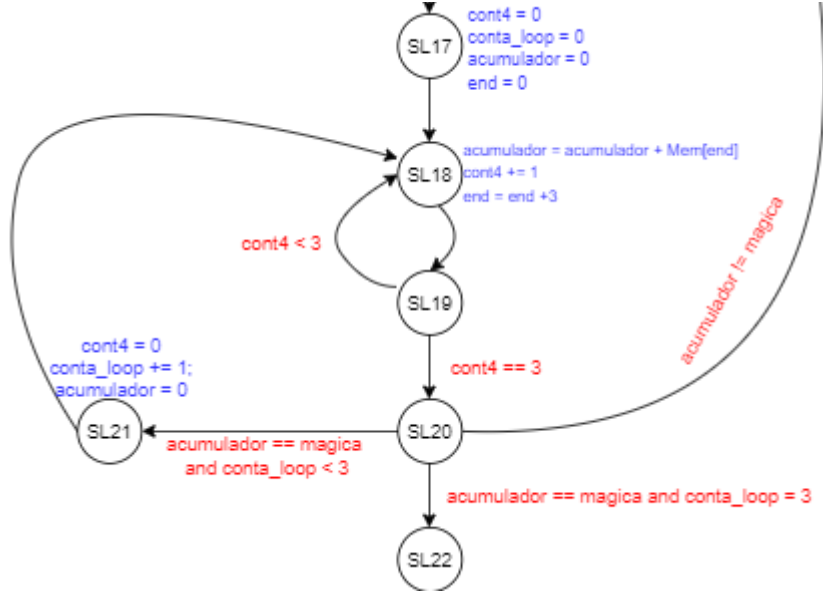 cont4 = 0
SL17
conta_loop = 0
acumulador = 0
end = 0
acumulador = acumulador + Mem[end]
SL18
cont4 += 1
end = end +3
acumulador != magica
cont4 < 3
SL19
cont4 = 0
conta_loop += 1;
acumulador = 0
cont4 == 3
SL21
SL20
acumulador == magica
and conta_loop < 3
acumulador == magica and conta_loop = 3
SL22